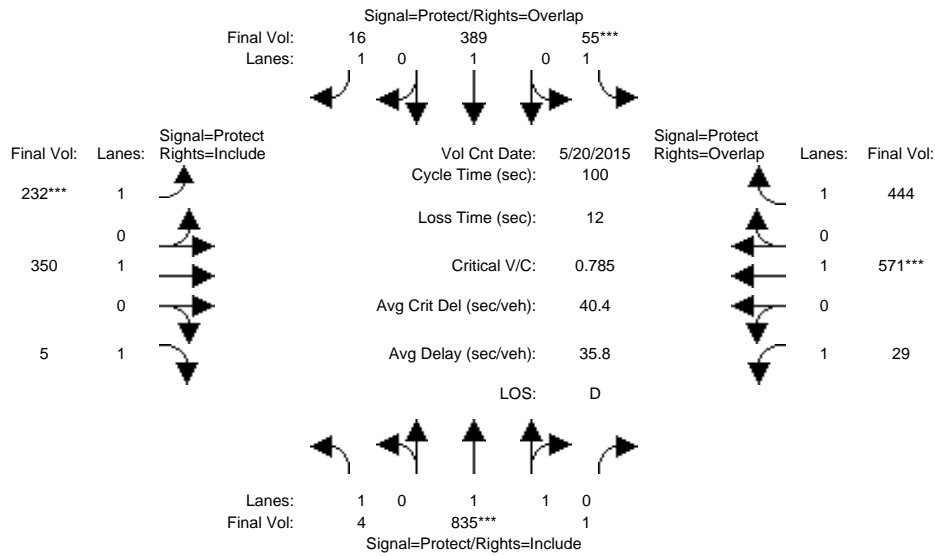 Signal=Protect/Rights=Overlap
Final Vol: 16 389 55***
Lanes: 1 0 1 0 1
Signal=Protect Signal=Protect
Final Vol: Lanes: Rights=Include Vol Cnt Date: 5/20/2015 Rights=Overlap Lanes: Final Vol:
Cycle Time (sec): 100
232*** 1 1 444
Loss Time (sec): 12
0 0
350 1 Critical V/C: 0.785 1 571***
0 Avg Crit Del (sec/veh): 40.4 0
5 1 Avg Delay (sec/veh): 35.8 1 29
LOS: D
Lanes: 1 0 1 1 0
Final Vol: 4 835*** 1
Signal=Protect/Rights=Include